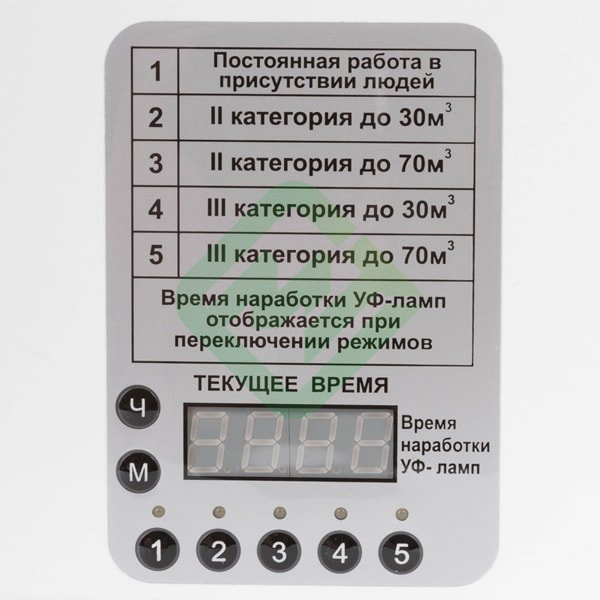 1 Постоянная работа в
присутствии людей
2 II категория до 30м³
3 II категория до 70м³
4 III категория до 30м³
5 III категория до 70м³
Время наработки УФ-ламп
отображается при
переключении режимов
ТЕКУЩЕЕ ВРЕМЯ
Ч
М
Время
наработки
УФ- ламп
1 2 3 4 5